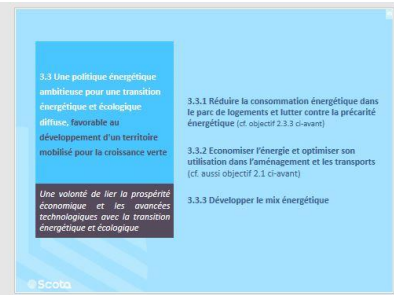 3.3 Une politique énergétique
ambitieuse pour une transition
énergétique et écologique
diffuse, favorable au
développement d'un territoire
mobilisé pour la croissance verte
Une volonté de lier la prospérité
économique et les avancées
technologiques avec la transition
énergétique et écologique
3.3.1 Réduire la consommation énergétique dans
le parc de logements et lutter contre la précarité
énergétique (cf. objectif 2.3.3 ci-avant)
3.3.2 Economiser l'énergie et optimiser son
utilisation dans l'aménagement et les transports
(cf. aussi objectif 2.1 ci-avant)
3.3.3 Développer le mix énergétique
Scota